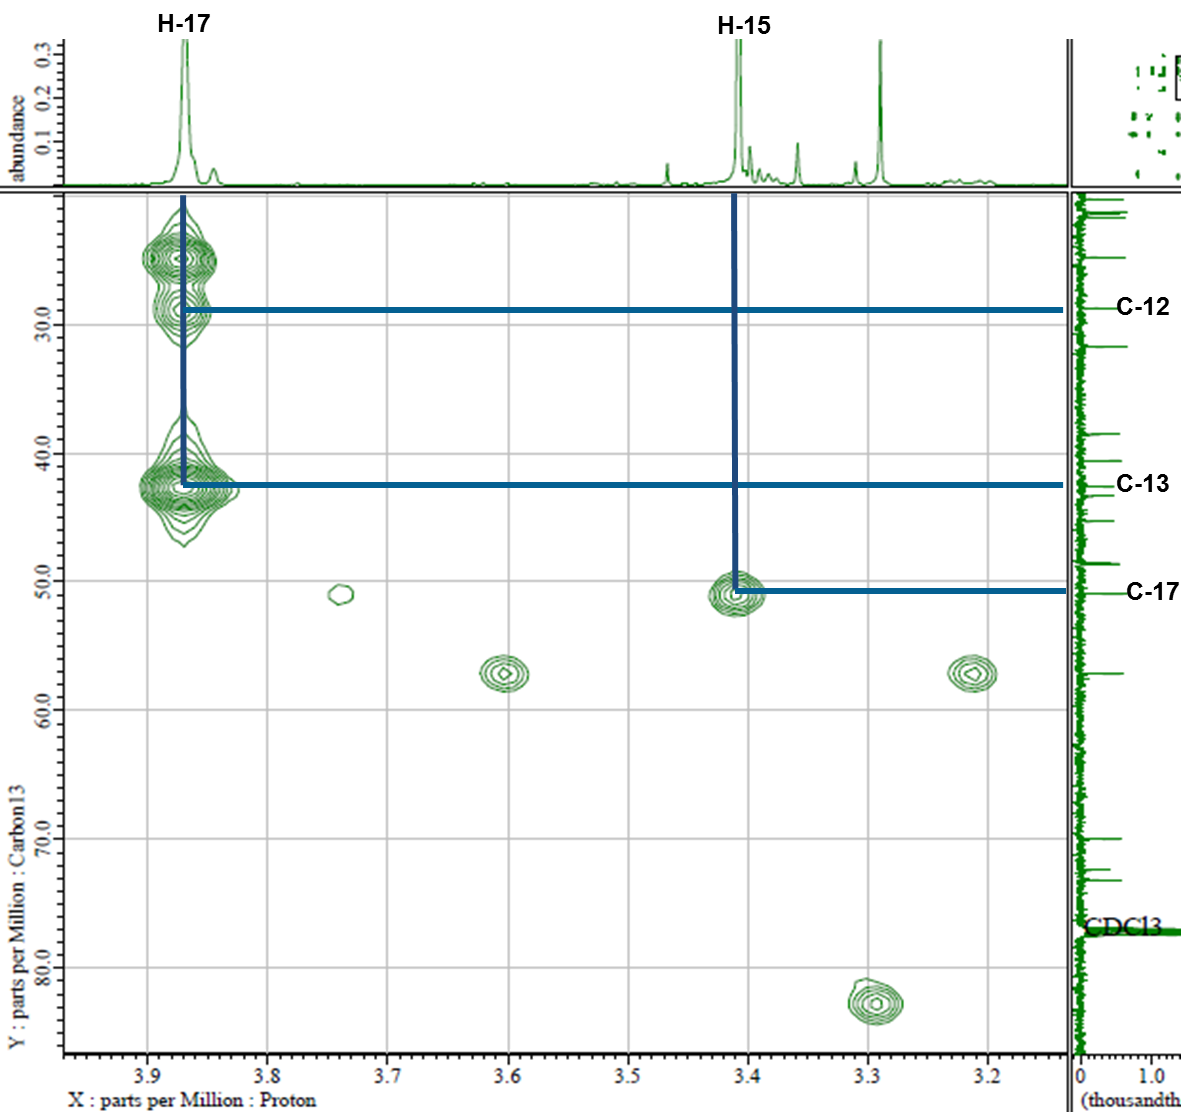 H-17
H-15
abundance
0.3
0.2
0.1
30.0
40.0
50.0
60.0
70.0
80.0
Y : parts per Million : Carbon13
C-12
C-13
C-17
CDCl3
3.9
3.8
3.7
3.6
3.5
3.4
3.3
3.2
X : parts per Million : Proton
0
1.0
(thousandth